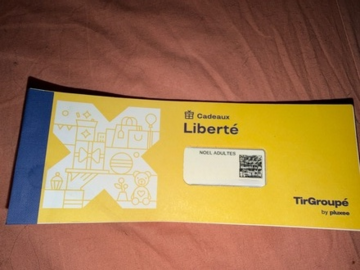 Cadeaux
Liberté
NOEL ADULTES
TirGroupé
by pluxee